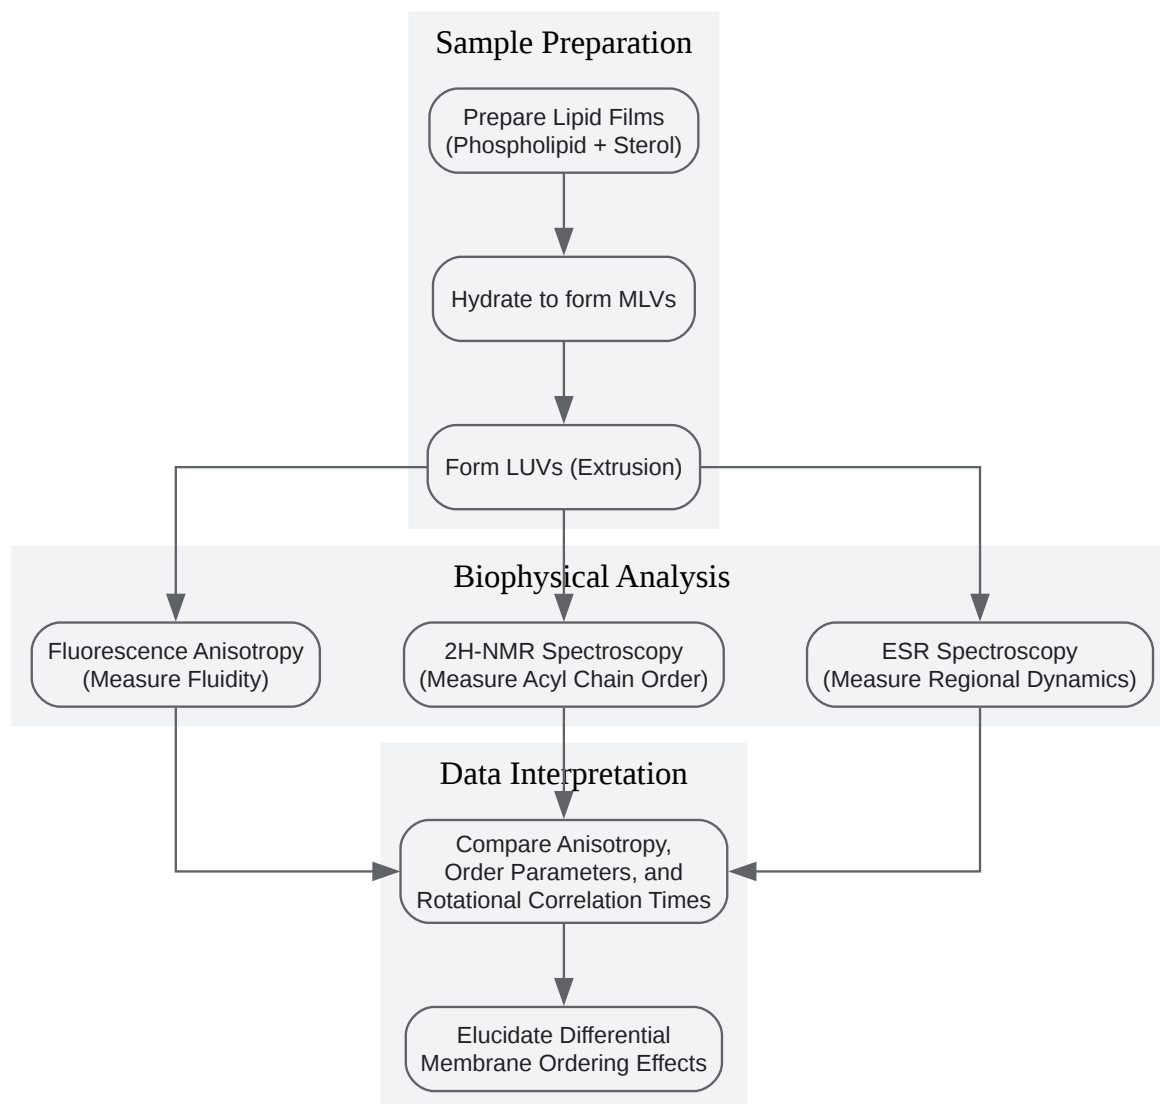 Sample Preparation
Prepare Lipid Films
(Phospholipid + Sterol)
Hydrate to form MLVs
Form LUVs (Extrusion)
Biophysical Analysis
Fluorescence Anisotropy
(Measure Fluidity)
2H-NMR Spectroscopy
(Measure Acyl Chain Order)
ESR Spectroscopy
(Measure Regional Dynamics)
Data Interpretation
Compare Anisotropy,
Order Parameters, and
Rotational Correlation Times
Elucidate Differential
Membrane Ordering Effects